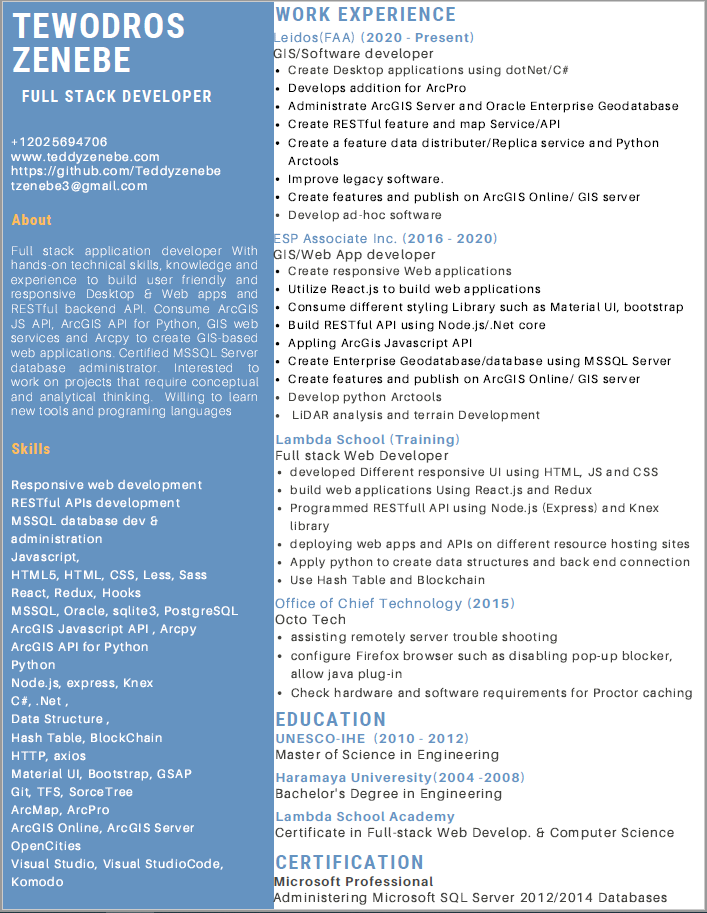 TEWODROS
ZENEBE
FULL STACK DEVELOPER
+12025694706
www.teddyzenebe.com
https://github.com/Teddyzenebe
tzenebe3@gmail.com
About
Full stack application developer With
hands-on technical skills, knowledge and
experience to build user friendly and
responsive Desktop & Web apps and
RESTful backend API. Consume ArcGIS
JS API, ArcGIS API for Python, GIS web
services and Arcpy to create GIS-based
web applications. Certified MSSQL Server
database administrator. Interested to
work on projects that require conceptual
and analytical thinking. Willing to learn
new tools and programing languages
Skills
Responsive web development
RESTful APIs development
MSSQL database dev &
administration
Javascript,
HTML5, HTML, CSS, Less, Sass
React, Redux, Hooks
MSSQL, Oracle, sqlite3, PostgreSQL
ArcGIS Javascript API , Arcpy
ArcGIS API for Python
Python
Node.js, express, Knex
C#, .Net ,
Data Structure ,
Hash Table, BlockChain
HTTP, axios
Material UI, Bootstrap, GSAP
Git, TFS, SorceTree
ArcMap, ArcPro
ArcGIS Online, ArcGIS Server
OpenCities
Visual Studio, Visual StudioCode,
Komodo
WORK EXPERIENCE
Leidos(FAA) (2020 - Present)
GIS/Software developer
• Create Desktop applications using dotNet/C#
• Develops addition for ArcPro
• Administrate ArcGIS Server and Oracle Enterprise Geodatabase
• Create RESTful feature and map Service/API
• Create a feature data distributer/Replica service and Python
Arctools
• Improve legacy software.
• Create features and publish on ArcGIS Online/ GIS server
• Develop ad-hoc software
ESP Associate Inc. (2016 - 2020)
GIS/Web App developer
• Create responsive Web applications
• Utilize React.js to build web applications
• Consume different styling Library such as Material UI, bootstrap
• Build RESTful API using Node.js/.Net core
• Appling ArcGis Javascript API
• Create Enterprise Geodatabase/database using MSSQL Server
• Create features and publish on ArcGIS Online/ GIS server
• Develop python Arctools
• LiDAR analysis and terrain Development
Lambda School (Training)
Full stack Web Developer
• developed Different responsive UI using HTML, JS and CSS
• build web applications Using React.js and Redux
• Programmed RESTfull API using Node.js (Express) and Knex
library
• deploying web apps and APIs on different resource hosting sites
• Apply python to create data structures and back end connection
• Use Hash Table and Blockchain
Office of Chief Technology (2015)
Octo Tech
• assisting remotely server trouble shooting
• configure Firefox browser such as disabling pop-up blocker,
allow java plug-in
• Check hardware and software requirements for Proctor caching
EDUCATION
UNESCO-IHE (2010 - 2012)
Master of Science in Engineering
Haramaya Univeresity(2004 -2008)
Bachelor's Degree in Engineering
Lambda School Academy
Certificate in Full-stack Web Develop. & Computer Science
CERTIFICATION
Microsoft Professional
Administering Microsoft SQL Server 2012/2014 Databases